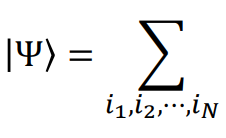 |Ψ⟩ = ∑
i₁,i₂,⋯,i_N